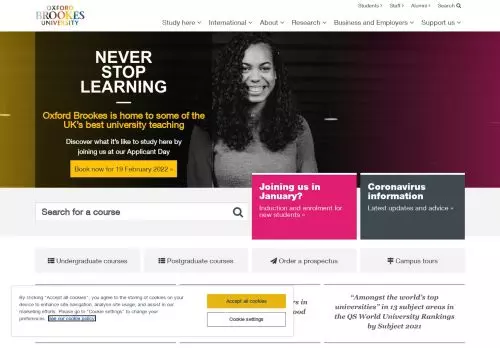 OXFORD
BROOKES
UNIVERSITY
Students
Staff
Alumni
Search
Study here
International
About
Research
Business and Employers
Support us
NEVER
STOP
LEARNING
Oxford Brookes is home to some of the
UK's best university teaching
Discover what it's like to study here by
joining us at our Applicant Day
Book now for 19 February 2022 »
Search for a course
Joining us in
January?
Induction and enrolment for
new students »
Coronavirus
information
Latest updates and advice »
Undergraduate courses
Postgraduate courses
Order a prospectus
Campus tours
By clicking "Accept all cookies", you agree to the storing of cookies on your
device to enhance site navigation, analyse site usage, and assist in our
marketing efforts. Please go to "Cookie settings" to change your
preferences. See our cookie policy.
Accept all cookies
Cookie settings
rs in
ood
"Amongst the world's top
universities" in 13 subject areas in
the QS World University Rankings
by Subject 2021